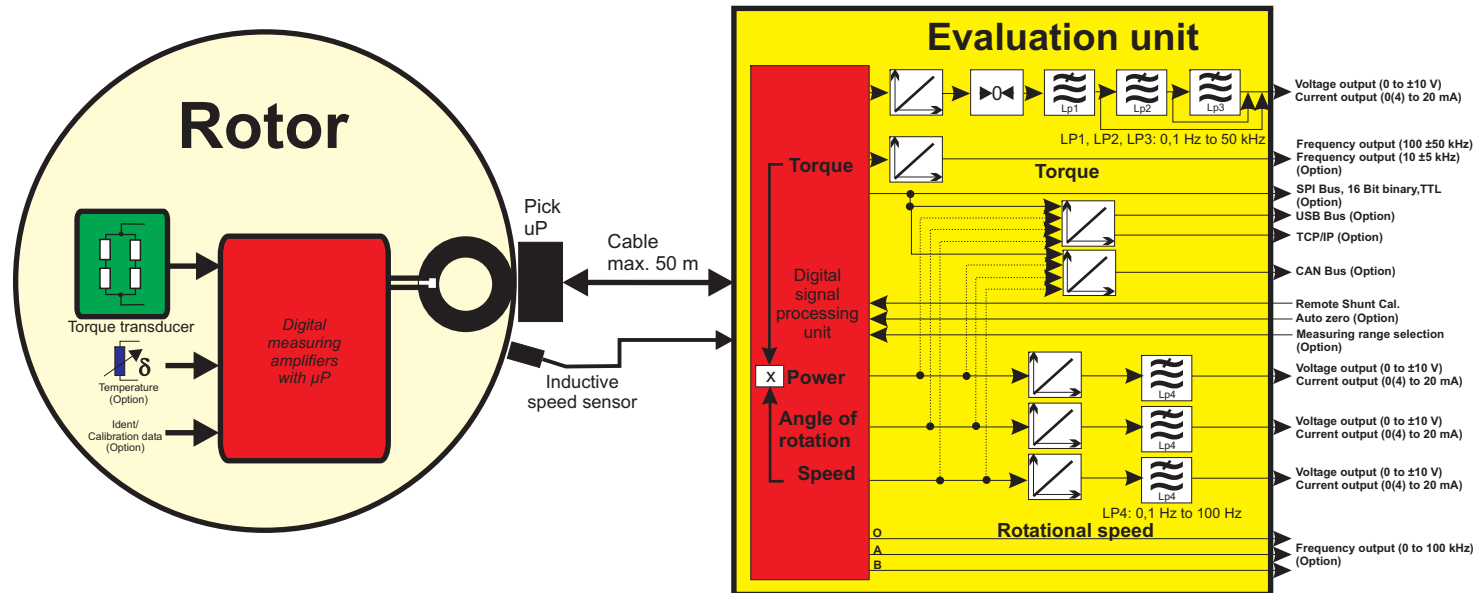 Rotor
Torque transducer
δ
Temperature
(Option)
Ident/
Calibration data
(Option)
Digital
measuring
amplifiers
with µP
Pick
uP
Cable
max. 50 m
Inductive
speed sensor
Evaluation unit
Torque
Digital
signal
processing
unit
X
Power
Angle of
rotation
Speed
0
Lp1
Lp2
Lp3
LP1, LP2, LP3: 0,1 Hz to 50 kHz
Torque
Lp4
Lp4
Lp4
LP4: 0,1 Hz to 100 Hz
Rotational speed
O
A
B
Voltage output (0 to ±10 V)
Current output (0(4) to 20 mA)
Frequency output (100 ±50 kHz)
Frequency output (10 ±5 kHz)
(Option)
SPI Bus, 16 Bit binary,TTL
(Option)
USB Bus (Option)
TCP/IP (Option)
CAN Bus (Option)
Remote Shunt Cal.
Auto zero (Option)
Measuring range selection
(Option)
Voltage output (0 to ±10 V)
Current output (0(4) to 20 mA)
Voltage output (0 to ±10 V)
Current output (0(4) to 20 mA)
Voltage output (0 to ±10 V)
Current output (0(4) to 20 mA)
Frequency output (0 to 100 kHz)
(Option)